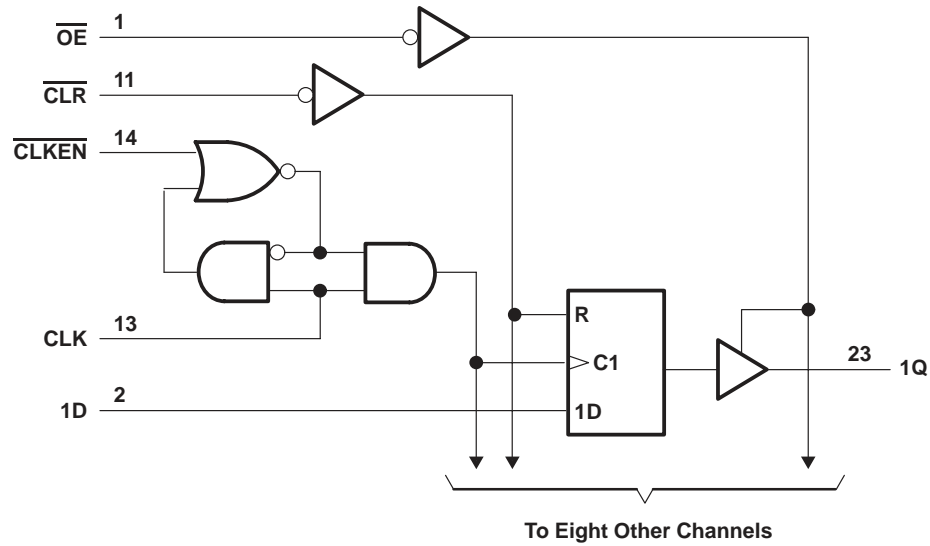 OE 1
CLR 11
CLKEN 14
CLK 13
1D 2
R
C1
1D
23 1Q
To Eight Other Channels